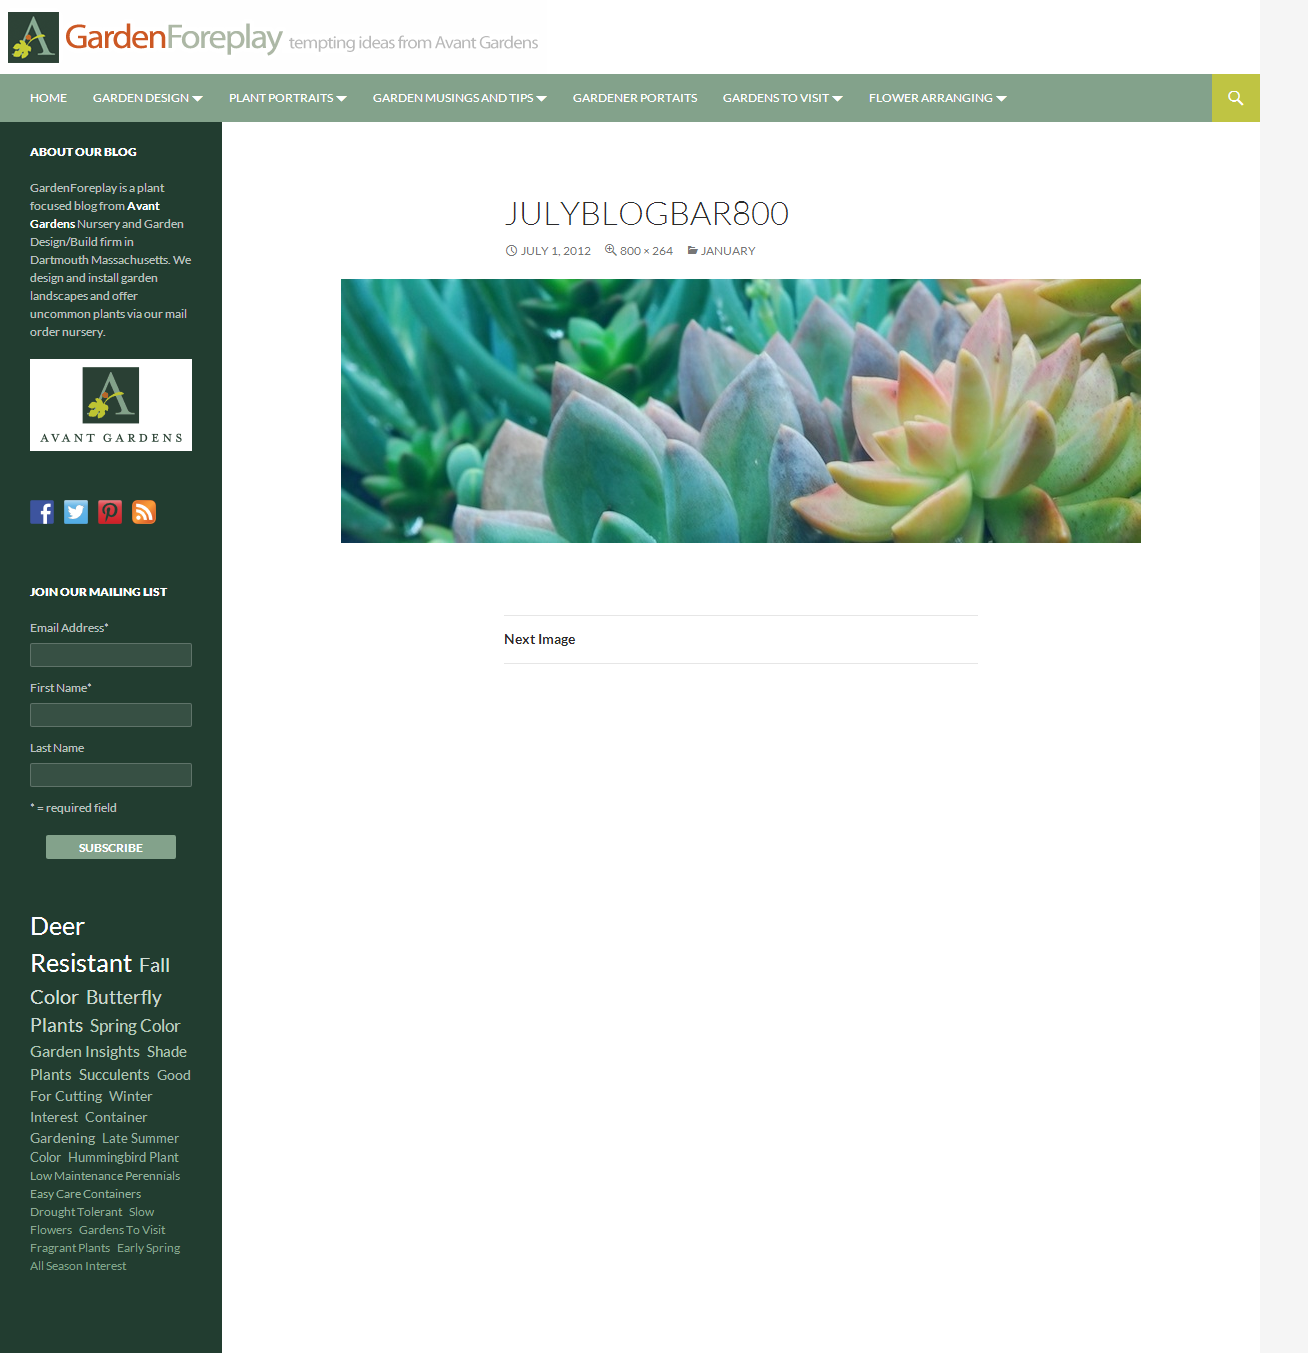 A GardenForeplay tempting ideas from Avant Gardens
HOME GARDEN DESIGN PLANT PORTRAITS GARDEN MUSINGS AND TIPS GARDENER PORTAITS GARDENS TO VISIT FLOWER ARRANGING
ABOUT OUR BLOG
GardenForeplay is a plant
focused blog from Avant
Gardens Nursery and Garden
Design/Build firm in
Dartmouth Massachusetts. We
design and install garden
landscapes and offer
uncommon plants via our mail
order nursery.
A
AVANT GARDENS
JOIN OUR MAILING LIST
Email Address*
First Name*
Last Name
* = required field
SUBSCRIBE
Deer
Resistant Fall
Color Butterfly
Plants Spring Color
Garden Insights Shade
Plants Succulents Good
For Cutting Winter
Interest Container
Gardening Late Summer
Color Hummingbird Plant
Low Maintenance Perennials
Easy Care Containers
Drought Tolerant Slow
Flowers Gardens To Visit
Fragrant Plants Early Spring
All Season Interest
JULYBLOGBAR800
JULY 1, 2012 800 × 264 JANUARY
Next Image